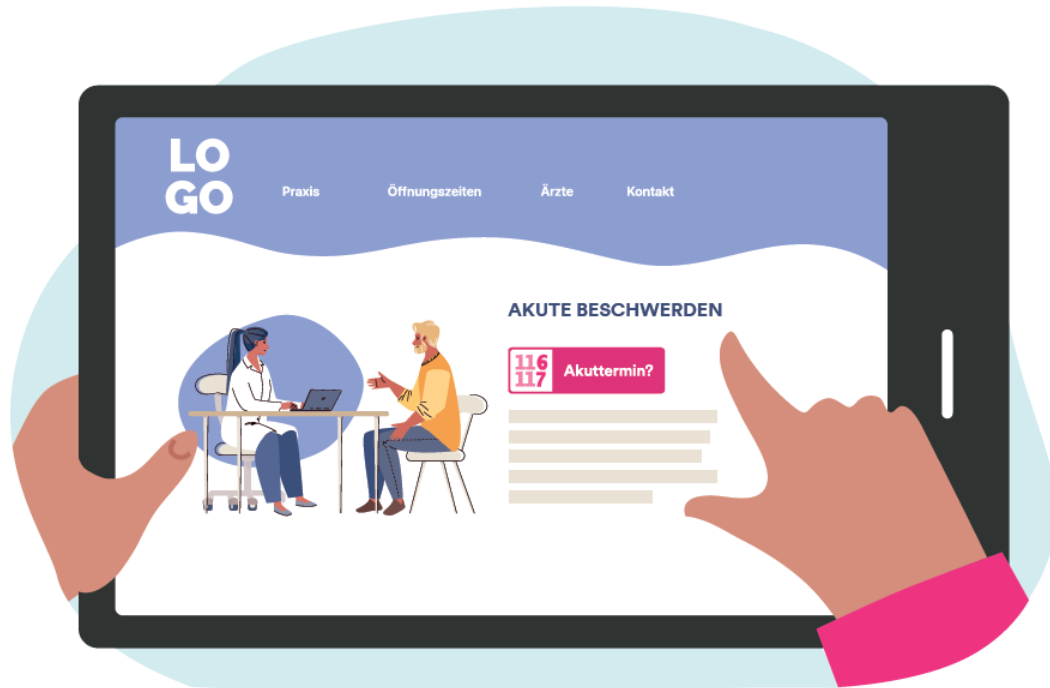 LO
GO
Praxis Öffnungszeiten Ärzte Kontakt
AKUTE BESCHWERDEN
116
117
Akuttermin?